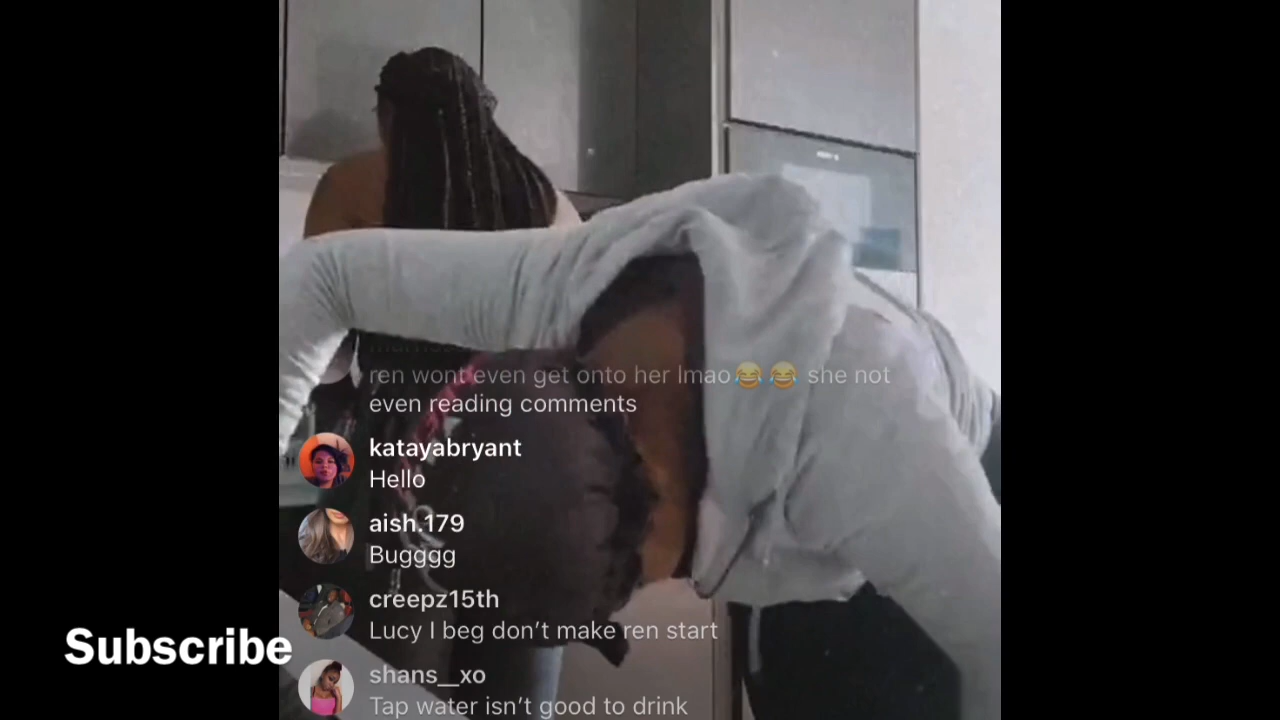 ren wont even get onto her lmao😂😂 she not
even reading comments
katayabryant
Hello
aish.179
Bugggg
creepz15th
Lucy I beg don’t make ren start
Subscribe
shans__xo
Tap water isn’t good to drink